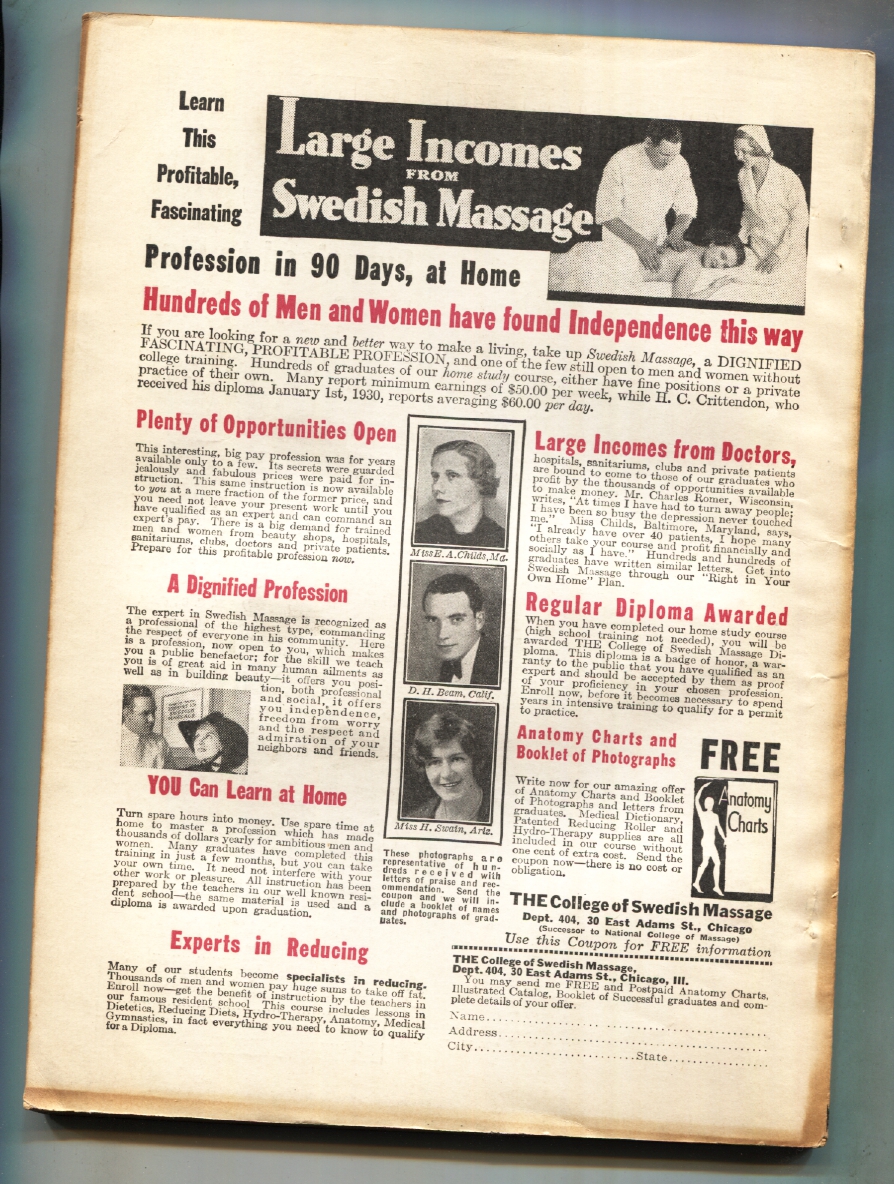 Learn
This
Profitable,
Fascinating
Large Incomes
FROM
Swedish Massage
Profession in 90 Days, at Home
Hundreds of Men and Women have found Independence this way
If you are looking for a new and better way to make a living, take up Swedish Massage, a DIGNIFIED
FASCINATING, PROFITABLE PROFESSION, and one of the few still open to men and women without
college training. Hundreds of graduates of our home study course, either have fine positions or a private
practice of their own. Many report minimum earnings of $50.00 per week, while H. C. Crittendon, who
received his diploma January 1st, 1930, reports averaging $60.00 per day.
Plenty of Opportunities Open
This interesting, big pay profession was for years
available only to a few. Its secrets were guarded
jealously and fabulous prices were paid for in-
struction. This same instruction is now available
to you at a mere fraction of the former price, and
you need not leave your present work until you
have qualified as an expert and can command an
expert's pay. There is a big demand for trained
men and women from beauty shops, hospitals,
sanitariums, clubs, doctors and private patients.
Prepare for this profitable profession now.
A Dignified Profession
The expert in Swedish Massage is recognized as
a professional of the highest type, commanding
the respect of everyone in his community. Here
is a profession, now open to you, which makes
you a public benefactor; for the skill we teach
you is of great aid in many human ailments as
well as in building beauty—it offers you posi-
tion, both professional
and social, it offers
you independence,
freedom from worry
and the respect and
admiration of your
neighbors and friends.
YOU Can Learn at Home
Turn spare hours into money. Use spare time at
home to master a profession which has made
thousands of dollars yearly for ambitious men and
women. Many graduates have completed this
training in just a few months, but you can take
your own time. It need not interfere with your
other work or pleasure. All instruction has been
prepared by the teachers in our well known resi-
dent school—the same material is used and a
diploma is awarded upon graduation.
Experts in Reducing
Many of our students become specialists in reducing.
Thousands of men and women pay huge sums to take off fat.
Enroll now—get the benefit of instruction by the teachers in
our famous resident school This course includes lessons in
Dietetics, Reducing Diets, Hydro-Therapy, Anatomy, Medical
Gymnastics, in fact everything you need to know to qualify
for a Diploma.
Miss E. A. Childs, Md.
D. H. Beam, Calif.
Miss H. Swain, Ariz.
These photographs are
representative of hun-
dreds received with
letters of praise and rec-
ommendation. Send the
coupon and we will in-
clude a booklet of names
and photographs of grad-
uates.
Large Incomes from Doctors,
hospitals, sanitariums, clubs and private patients
are bound to come to those of our graduates who
profit by the thousands of opportunities available
to make money. Mr. Charles Romer, Wisconsin,
writes, "At times I have had to turn away people;
I have been so busy the depression never touched
me." Miss Childs, Baltimore, Maryland, says,
"I already have over 40 patients, I hope many
others take your course and profit financially and
socially as I have." Hundreds and hundreds of
graduates have written similar letters. Get into
Swedish Massage through our "Right in Your
Own Home" Plan.
Regular Diploma Awarded
When you have completed our home study course
(high school training not needed), you will be
awarded THE College of Swedish Massage Di-
ploma. This diploma is a badge of honor, a war-
ranty to the public that you have qualified as an
expert and should be accepted by them as proof
of your proficiency in your chosen profession.
Enroll now, before it becomes necessary to spend
years in intensive training to qualify for a permit
to practice.
Anatomy Charts and
Booklet of Photographs
FREE
Write now for our amazing offer
of Anatomy Charts and Booklet
of Photographs and letters from
graduates. Medical Dictionary,
Patented Reducing Roller and
Hydro-Therapy supplies are all
included in our course without
one cent of extra cost. Send the
coupon now—there is no cost or
obligation.
Anatomy
Charts
THE College of Swedish Massage
Dept. 404, 30 East Adams St., Chicago
(Successor to National College of Massage)
Use this Coupon for FREE information
THE College of Swedish Massage,
Dept. 404, 30 East Adams St., Chicago, Ill.
You may send me FREE and Postpaid Anatomy Charts,
Illustrated Catalog, Booklet of Successful graduates and com-
plete details of your offer.
Name
Address
City State